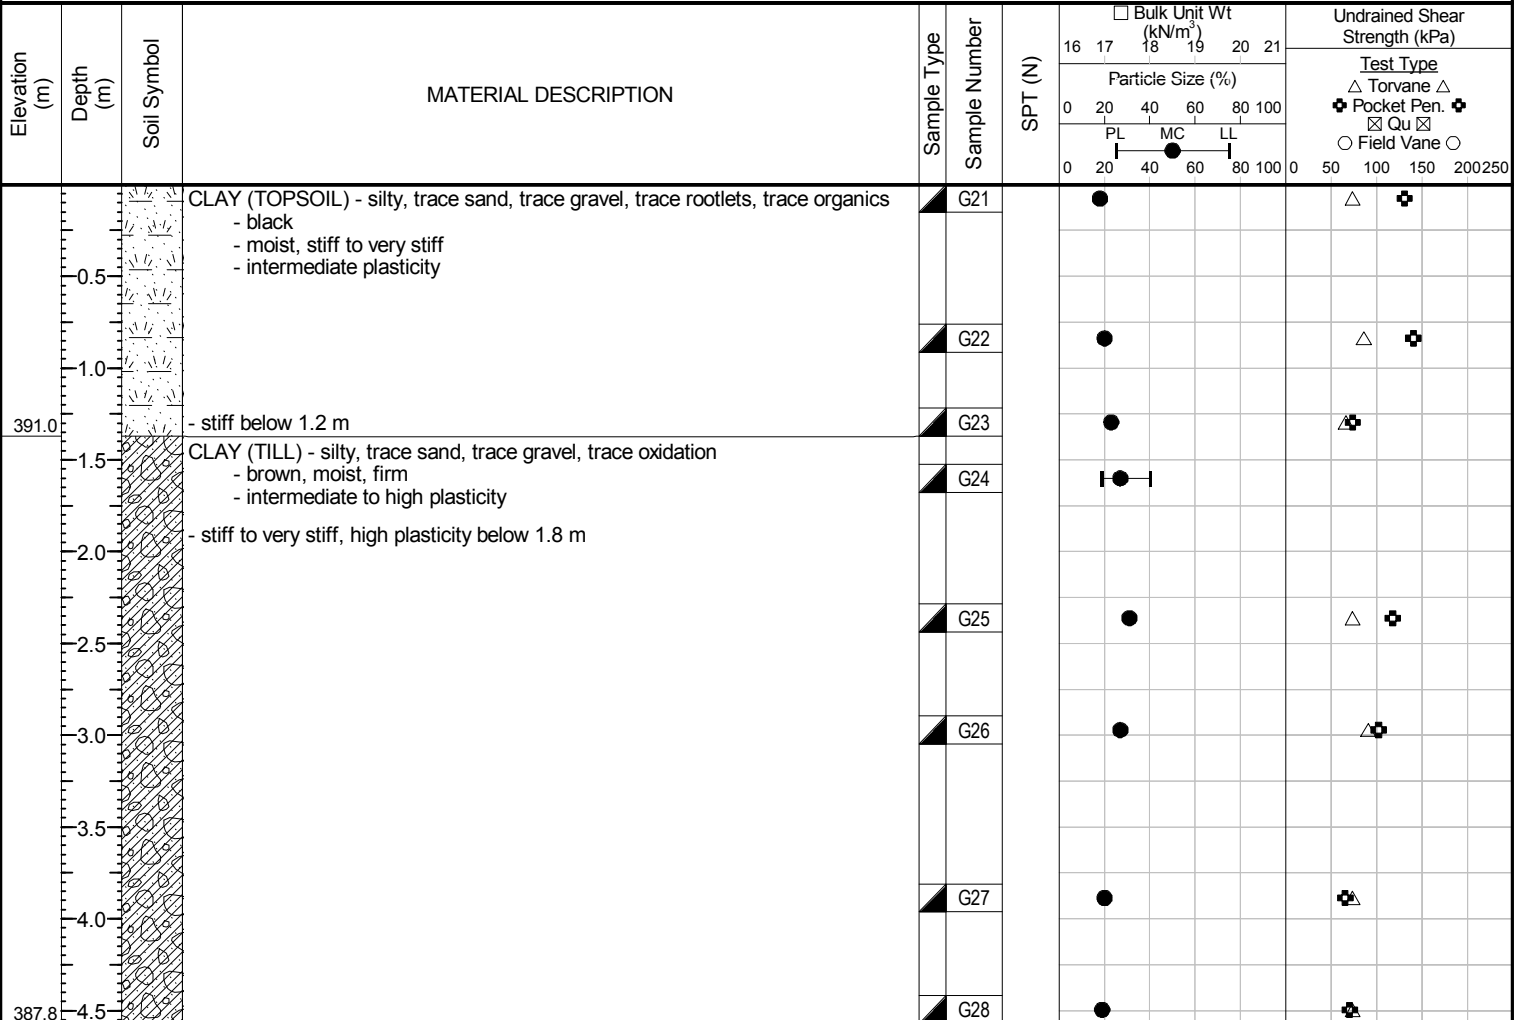 Elevation
(m)
Depth
(m)
Soil Symbol
MATERIAL DESCRIPTION
Sample Type
Sample Number
SPT (N)
□ Bulk Unit Wt
(kN/m³)
16 17 18 19 20 21
Particle Size (%)
0 20 40 60 80 100
PL MC LL
0 20 40 60 80 100
Undrained Shear
Strength (kPa)
Test Type
△ Torvane △
Pocket Pen.
☒ Qu ☒
○ Field Vane ○
0 50 100 150 200 250
CLAY (TOPSOIL) - silty, trace sand, trace gravel, trace rootlets, trace organics
- black
- moist, stiff to very stiff
- intermediate plasticity
G21
0.5
G22
1.0
- stiff below 1.2 m
G23
391.0
CLAY (TILL) - silty, trace sand, trace gravel, trace oxidation
1.5
- brown, moist, firm
- intermediate to high plasticity
G24
- stiff to very stiff, high plasticity below 1.8 m
2.0
G25
2.5
G26
3.0
3.5
G27
4.0
G28
387.8
4.5